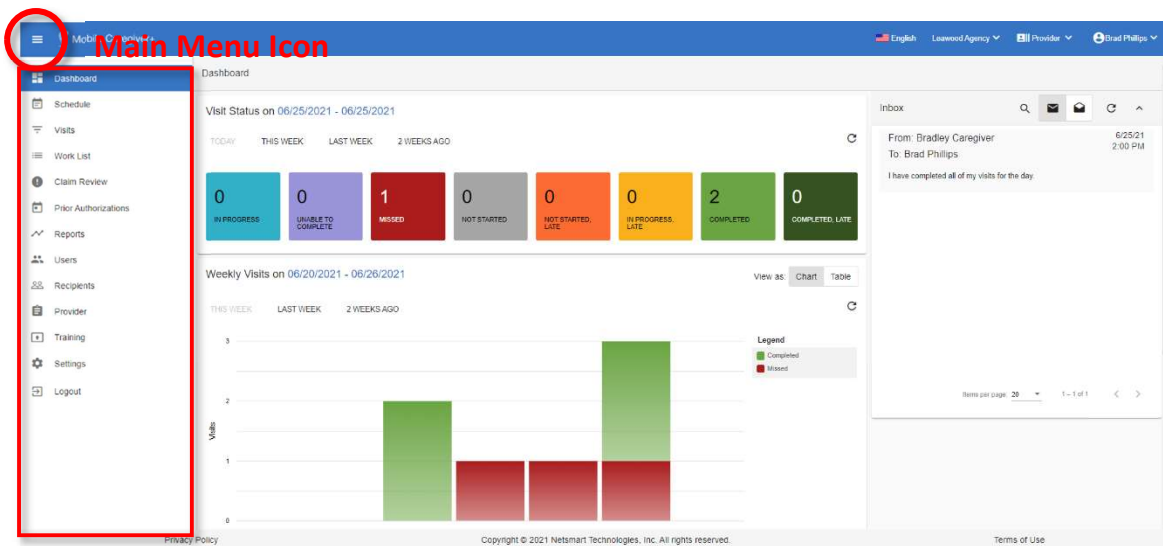 Main Menu Icon
English Leawood Agency Provider Brad Phillips
Dashboard
Schedule
Visits
Work List
Claim Review
Prior Authorizations
Reports
Users
Recipients
Provider
Training
Settings
Logout
Dashboard
Visit Status on 06/25/2021 - 06/25/2021
TODAY THIS WEEK LAST WEEK 2 WEEKS AGO
0 IN PROGRESS
0 UNABLE TO COMPLETE
1 MISSED
0 NOT STARTED
0 NOT STARTED, LATE
0 IN PROGRESS, LATE
2 COMPLETED
0 COMPLETED, LATE
Weekly Visits on 06/20/2021 - 06/26/2021
View as: Chart Table
THIS WEEK LAST WEEK 2 WEEKS AGO
Legend
Completed
Missed
3
2
1
0
Visits
Inbox
From: Bradley Caregiver 6/25/21
To: Brad Phillips 2:00 PM
I have completed all of my visits for the day.
Items per page 20 1 – 1 of 1
Privacy Policy Copyright © 2021 Netsmart Technologies, Inc. All rights reserved. Terms of Use